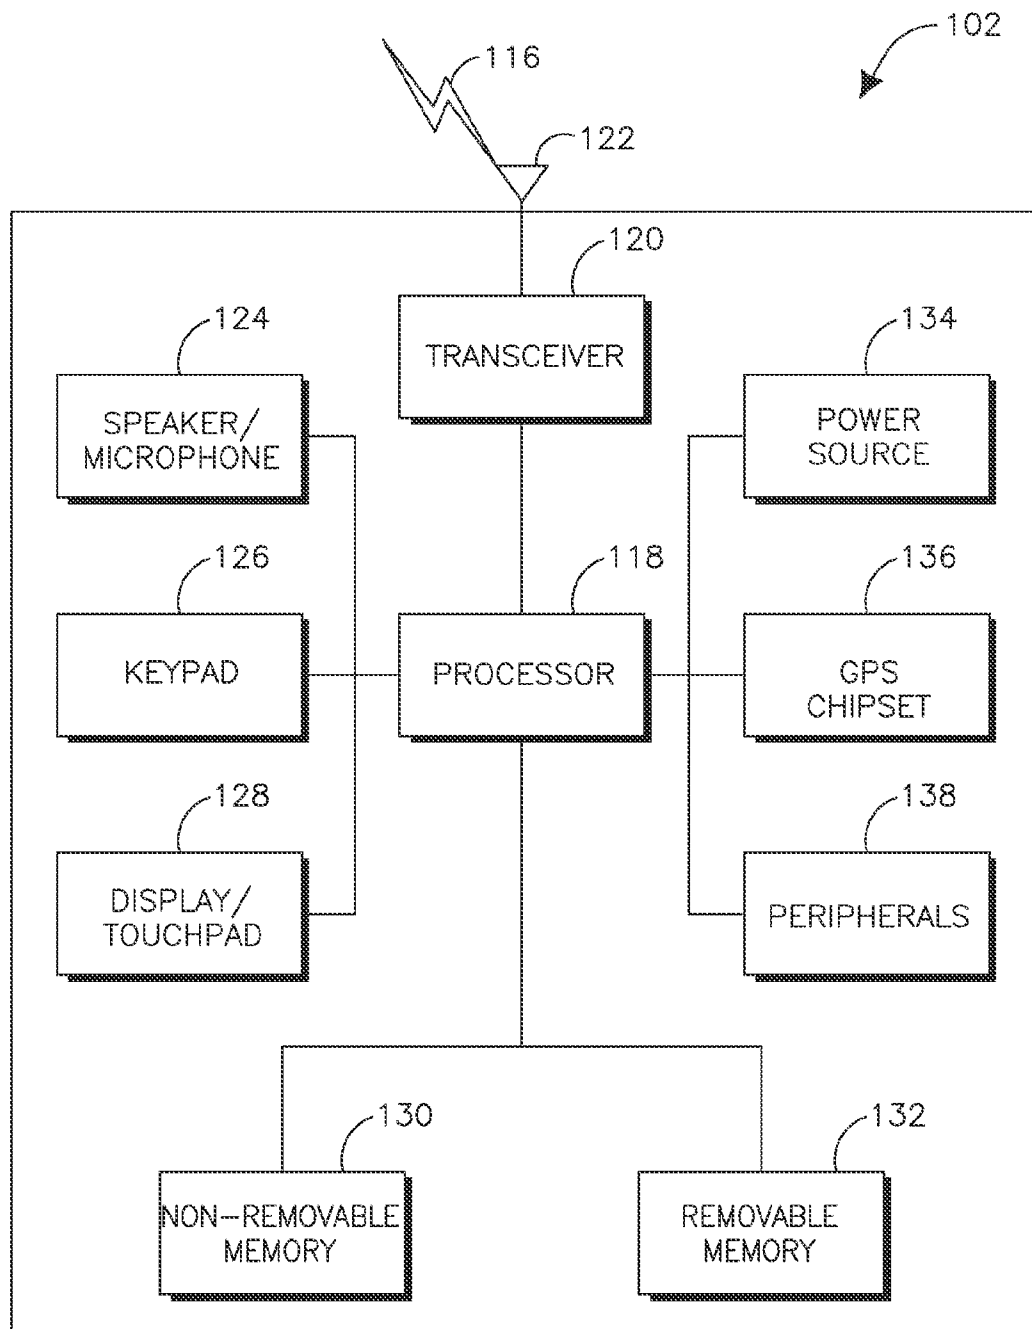 102
116
122
120
TRANSCEIVER
124
SPEAKER/
MICROPHONE
134
POWER
SOURCE
126
KEYPAD
118
PROCESSOR
136
GPS
CHIPSET
128
DISPLAY/
TOUCHPAD
138
PERIPHERALS
130
NON-REMOVABLE
MEMORY
132
REMOVABLE
MEMORY